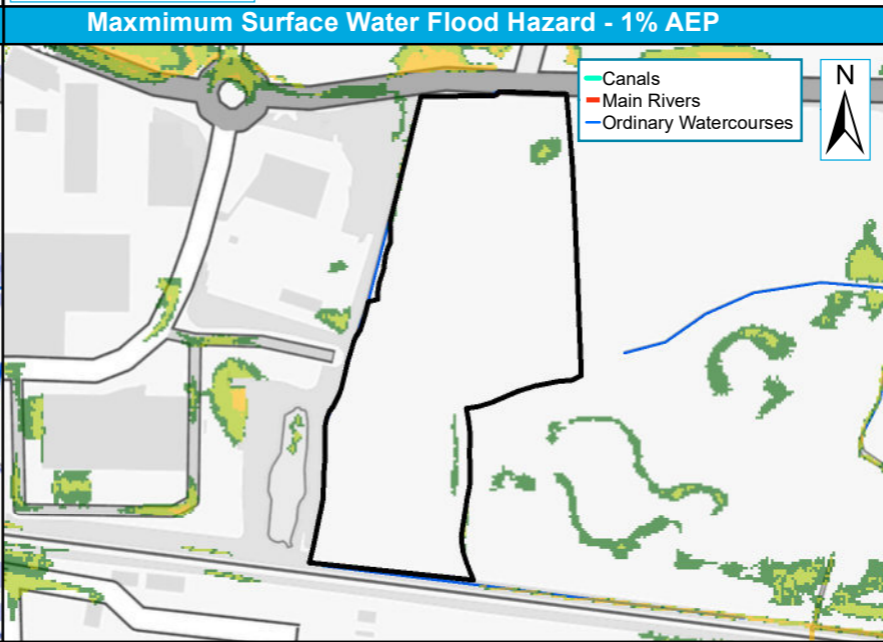 Maxmimum Surface Water Flood Hazard - 1% AEP
Canals
Main Rivers
Ordinary Watercourses
N